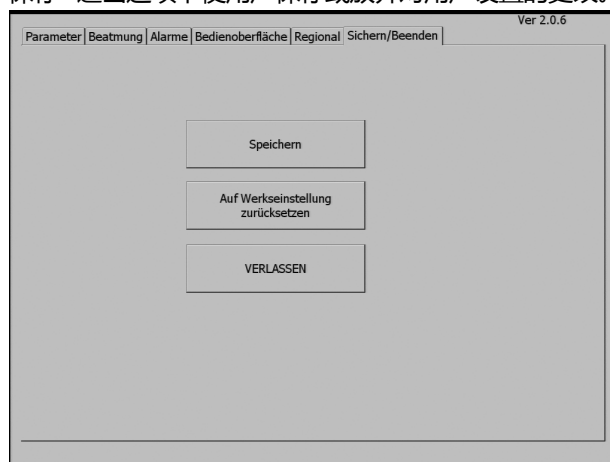 Ver 2.0.6
Parameter Beatmung Alarme Bedienoberfläche Regional Sichern/Beenden
Speichern
Auf Werkseinstellung
zurücksetzen
VERLASSEN